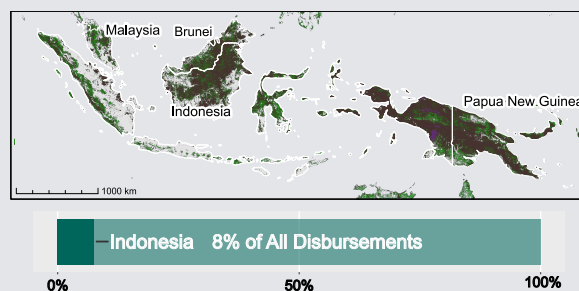 Malaysia Brunei
Indonesia
Papua New Guinea
1000 km
Indonesia 8% of All Disbursements
0% 50% 100%